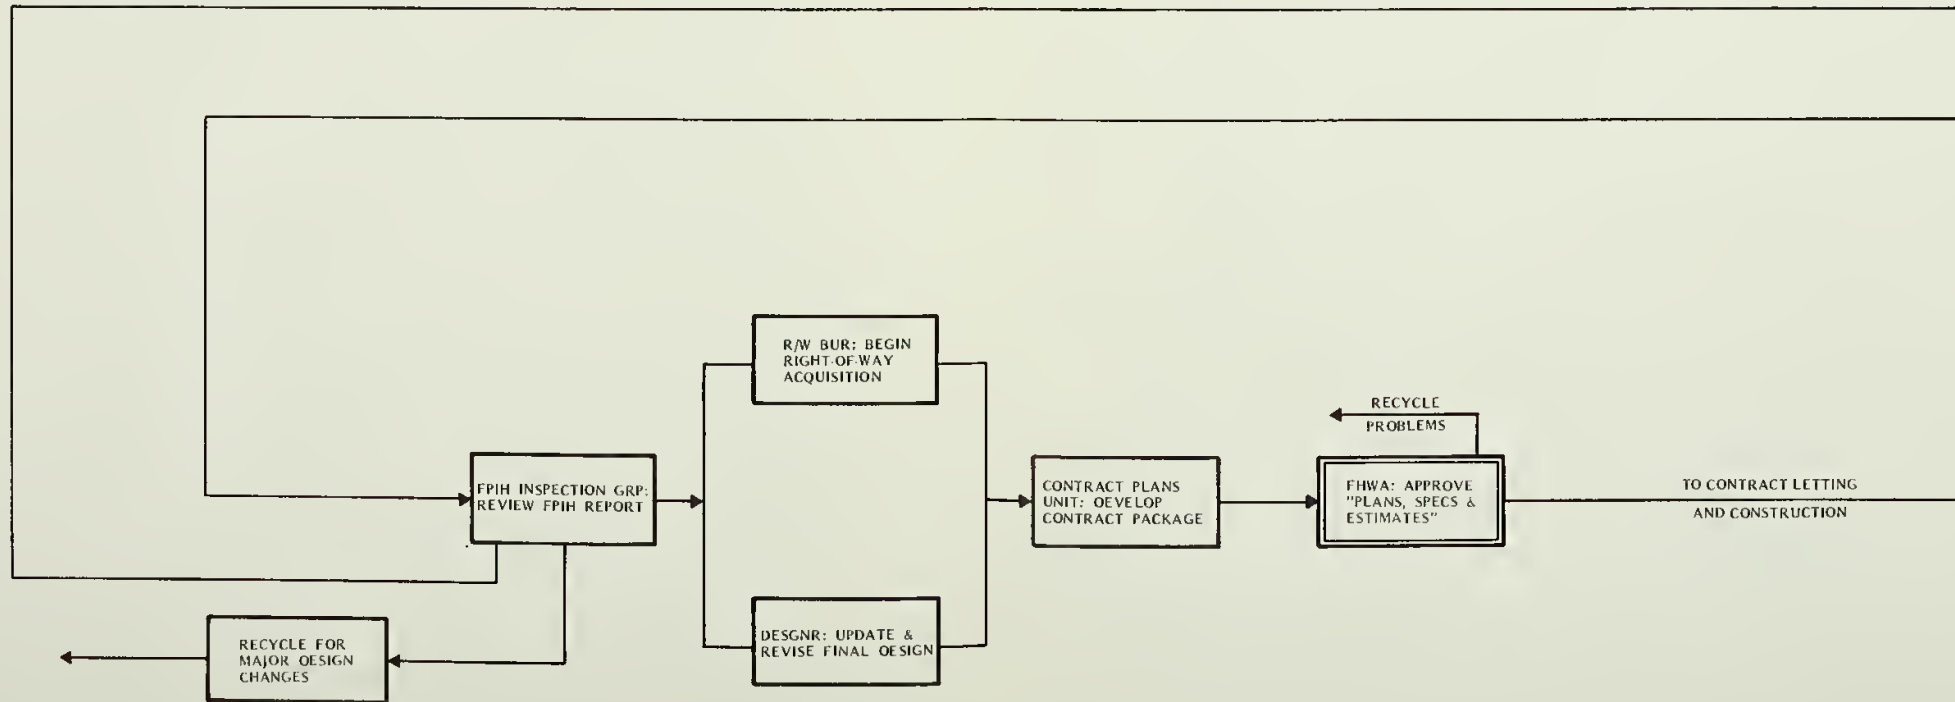 R/W BUR: BEGIN
RIGHT-OF-WAY
ACQUISITION
RECYCLE
PROBLEMS
FPIH INSPECTION GRP:
REVIEW FPIH REPORT
CONTRACT PLANS
UNIT: OEVELOP
CONTRACT PACKAGE
FHWA: APPROVE
"PLANS, SPECS &
ESTIMATES"
TO CONTRACT LETTING
AND CONSTRUCTION
DESGNR: UPDATE &
REVISE FINAL OESIGN
RECYCLE FOR
MAJOR OESIGN
CHANGES